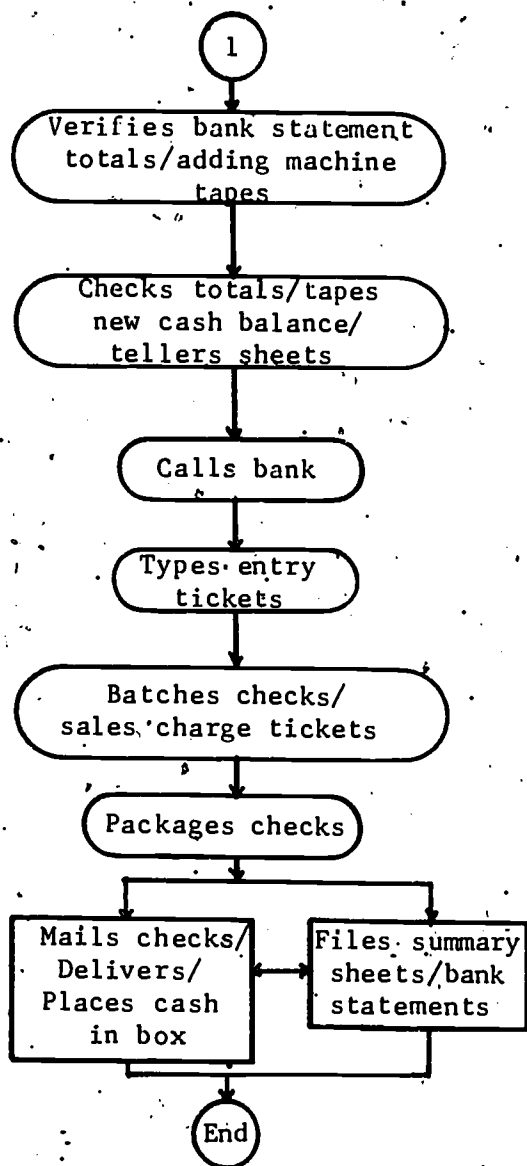 1
Verifies bank statement
totals/adding machine
tapes
Checks totals/tapes
new cash balance/
tellers sheets
Calls bank
Types entry
tickets
Batches checks/
sales charge tickets
Packages checks
Mails checks/
Delivers/
Places cash
in box
Files summary
sheets/bank
statements
End